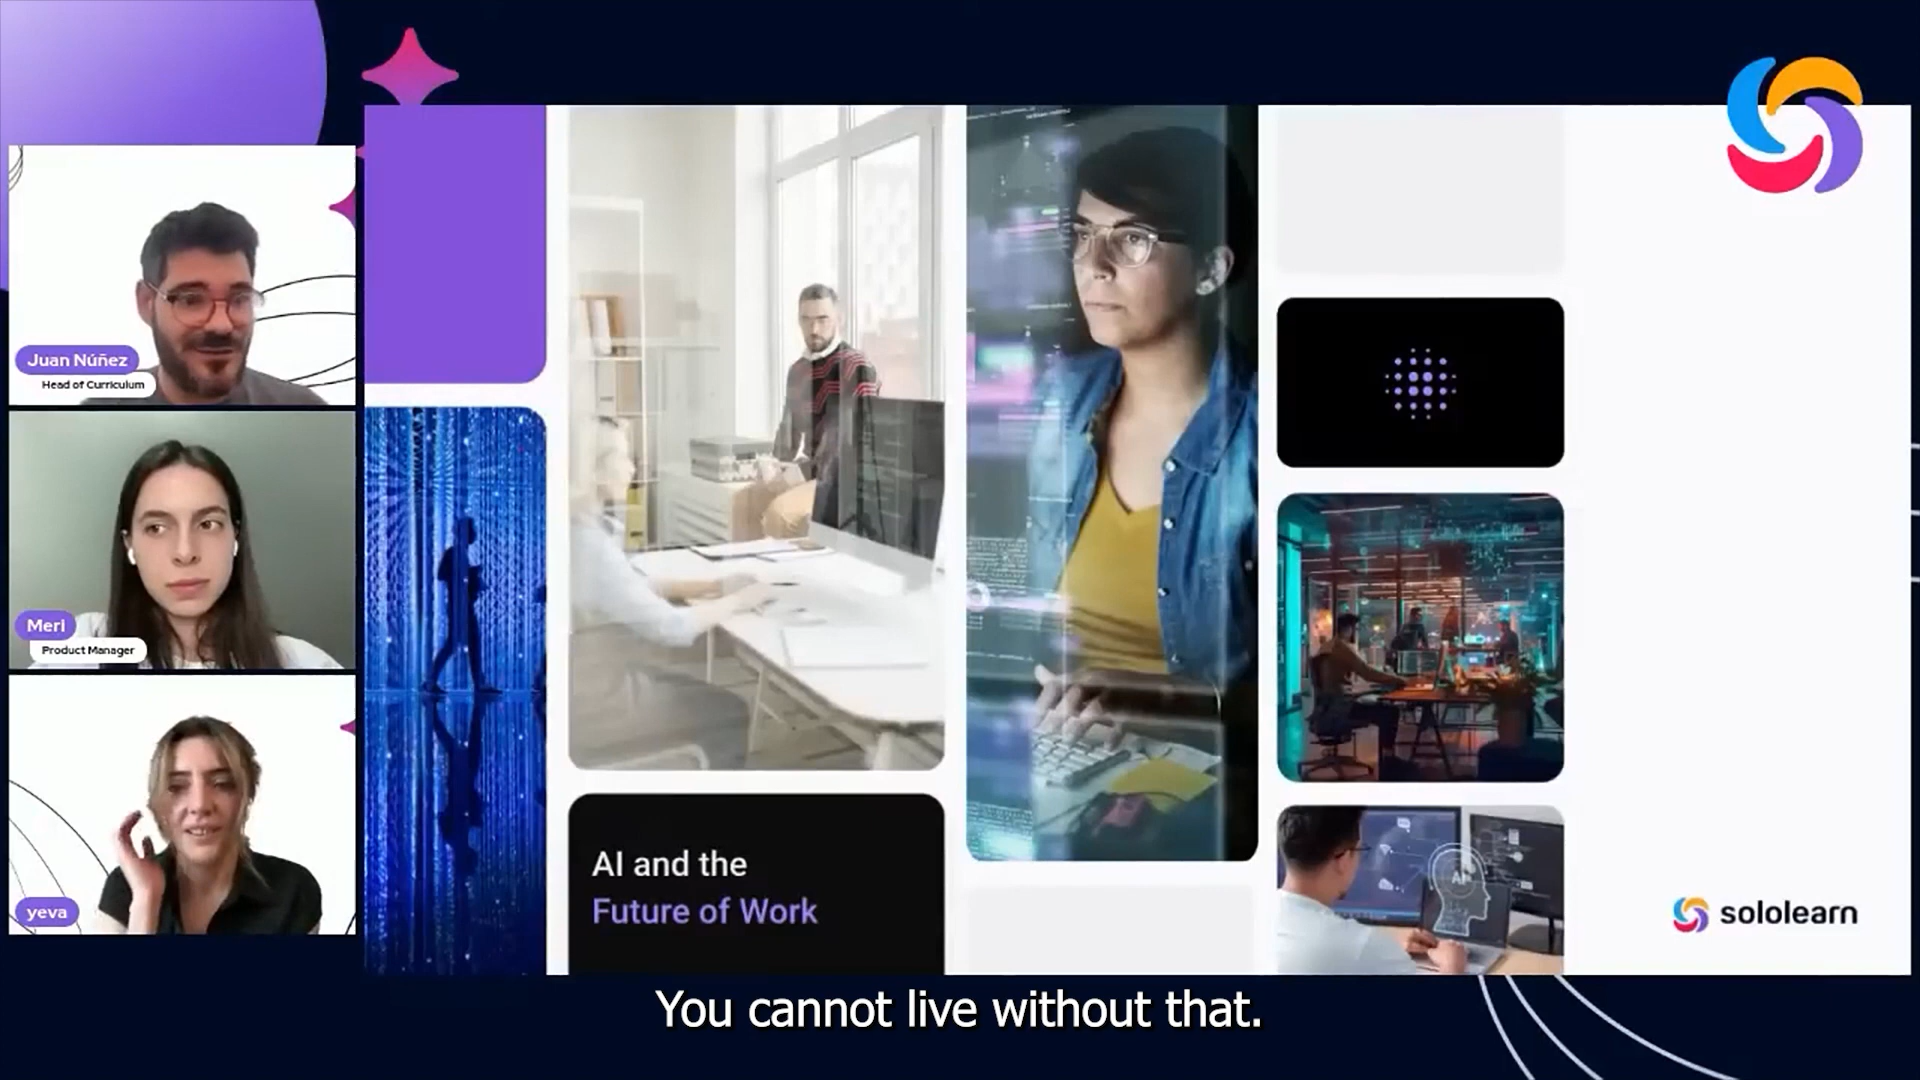 Juan Núñez
Head of Curriculum
Meri
Product Manager
yeva
AI and the
Future of Work
AI
sololearn
You cannot live without that.